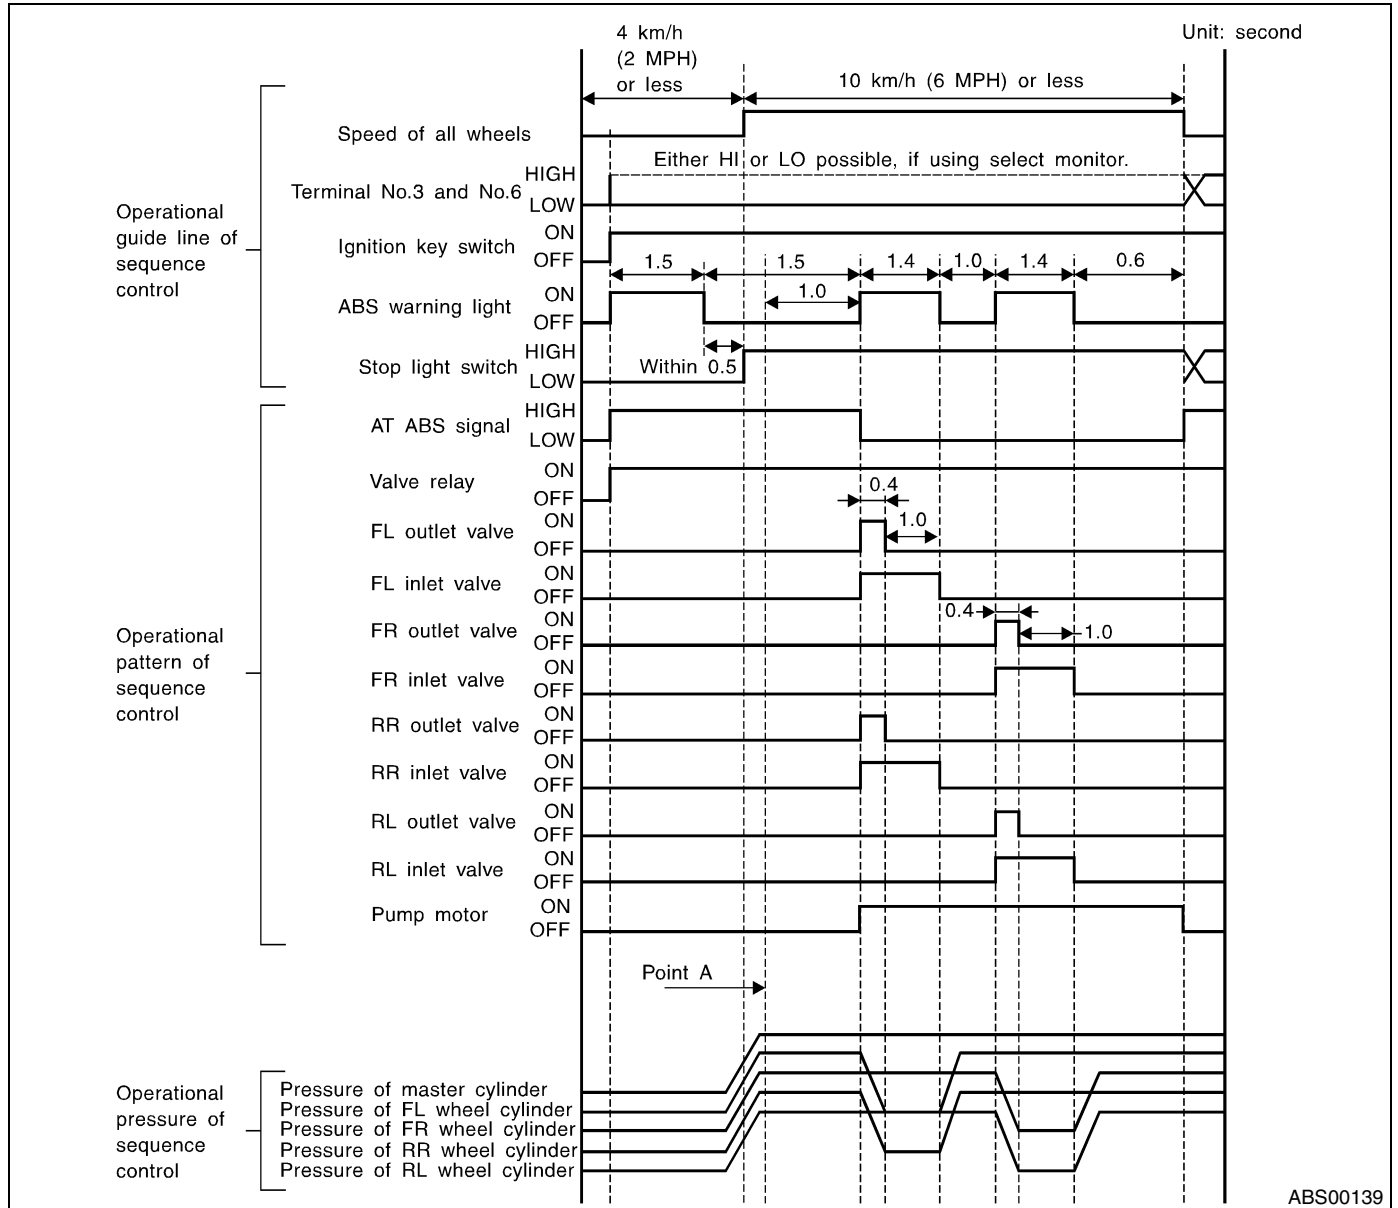 4 km/h
(2 MPH)
or less
Unit: second
10 km/h (6 MPH) or less
Speed of all wheels
Either HI or LO possible, if using select monitor.
Terminal No.3 and No.6
HIGH
LOW
Operational
guide line of
sequence
control
Ignition key switch
ON
OFF
1.5
1.5
1.4
1.0
1.4
0.6
ABS warning light
ON
OFF
1.0
Stop light switch
HIGH
LOW
Within 0.5
AT ABS signal
HIGH
LOW
Valve relay
ON
OFF
0.4
FL outlet valve
ON
OFF
1.0
FL inlet valve
ON
OFF
0.4
FR outlet valve
ON
OFF
1.0
Operational
pattern of
sequence
control
FR inlet valve
ON
OFF
RR outlet valve
ON
OFF
RR inlet valve
ON
OFF
RL outlet valve
ON
OFF
RL inlet valve
ON
OFF
Pump motor
ON
OFF
Point A
Operational
pressure of
sequence
control
Pressure of master cylinder
Pressure of FL wheel cylinder
Pressure of FR wheel cylinder
Pressure of RR wheel cylinder
Pressure of RL wheel cylinder
ABS00139